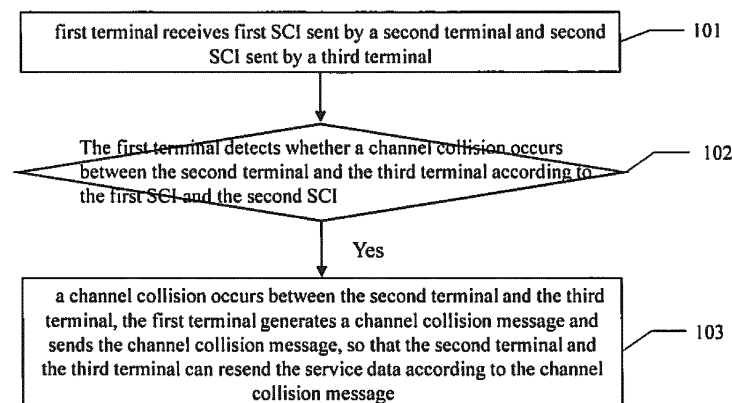 first terminal receives first SCI sent by a second terminal and second
SCI sent by a third terminal
101
The first terminal detects whether a channel collision occurs
between the second terminal and the third terminal according to
the first SCI and the second SCI
102
Yes
a channel collision occurs between the second terminal and the third
terminal, the first terminal generates a channel collision message and
sends the channel collision message, so that the second terminal and
the third terminal can resend the service data according to the channel
collision message
103